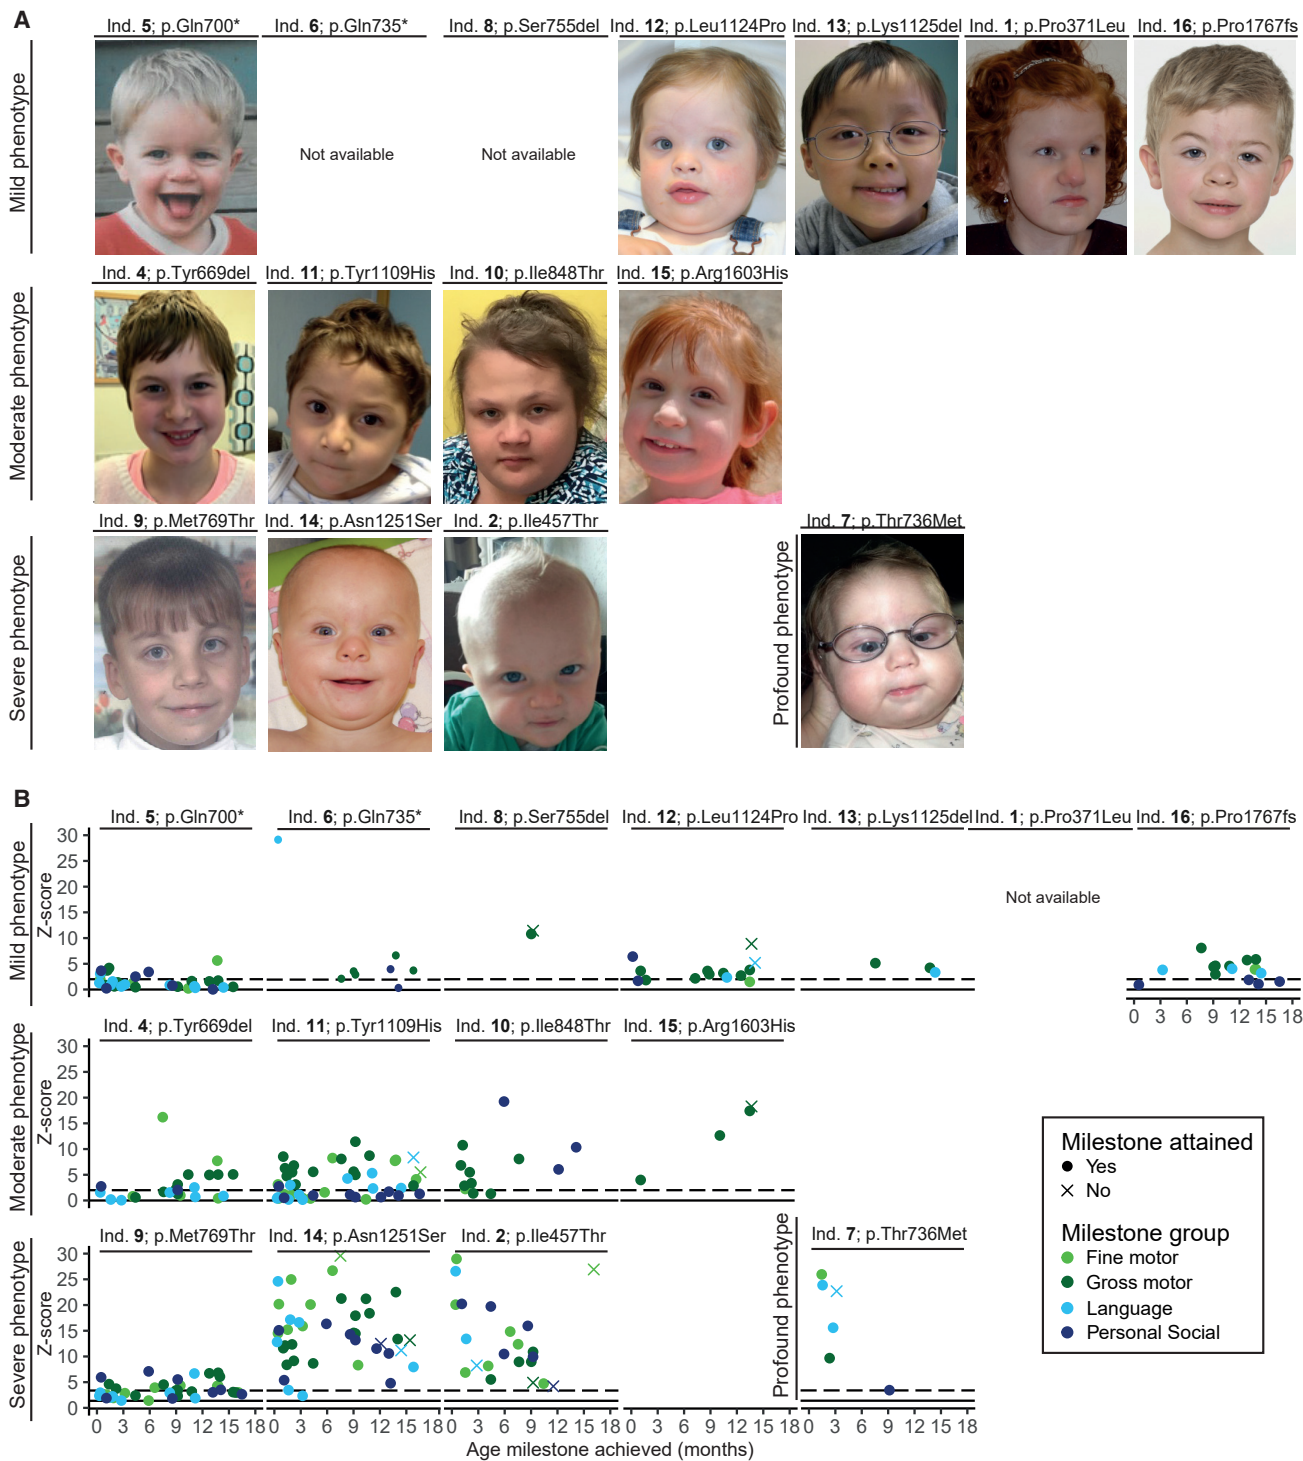 A
Ind. 5; p.Gln700*
Ind. 6; p.Gln735*
Ind. 8; p.Ser755del
Ind. 12; p.Leu1124Pro
Ind. 13; p.Lys1125del
Ind. 1; p.Pro371Leu
Ind. 16; p.Pro1767fs
Mild phenotype
Not available
Not available
Ind. 4; p.Tyr669del
Ind. 11; p.Tyr1109His
Ind. 10; p.Ile848Thr
Ind. 15; p.Arg1603His
Moderate phenotype
Ind. 9; p.Met769Thr
Ind. 14; p.Asn1251Ser
Ind. 2; p.Ile457Thr
Ind. 7; p.Thr736Met
Severe phenotype
Profound phenotype
B
Ind. 5; p.Gln700*
Ind. 6; p.Gln735*
Ind. 8; p.Ser755del
Ind. 12; p.Leu1124Pro
Ind. 13; p.Lys1125del
Ind. 1; p.Pro371Leu
Ind. 16; p.Pro1767fs
Mild phenotype
Z-score
30
25
20
15
10
5
0
Not available
0 3 6 9 12 15 18
Ind. 4; p.Tyr669del
Ind. 11; p.Tyr1109His
Ind. 10; p.Ile848Thr
Ind. 15; p.Arg1603His
Moderate phenotype
Z-score
30
25
20
15
10
5
0
Milestone attained
Yes
No
Milestone group
Fine motor
Gross motor
Language
Personal Social
Ind. 9; p.Met769Thr
Ind. 14; p.Asn1251Ser
Ind. 2; p.Ile457Thr
Ind. 7; p.Thr736Met
Severe phenotype
Z-score
Profound phenotype
30
25
20
15
10
5
0
0 3 6 9 12 15 18
0 3 6 9 12 15 18
0 3 6 9 12 15 18
0 3 6 9 12 15 18
0 3 6 9 12 15 18
Age milestone achieved (months)